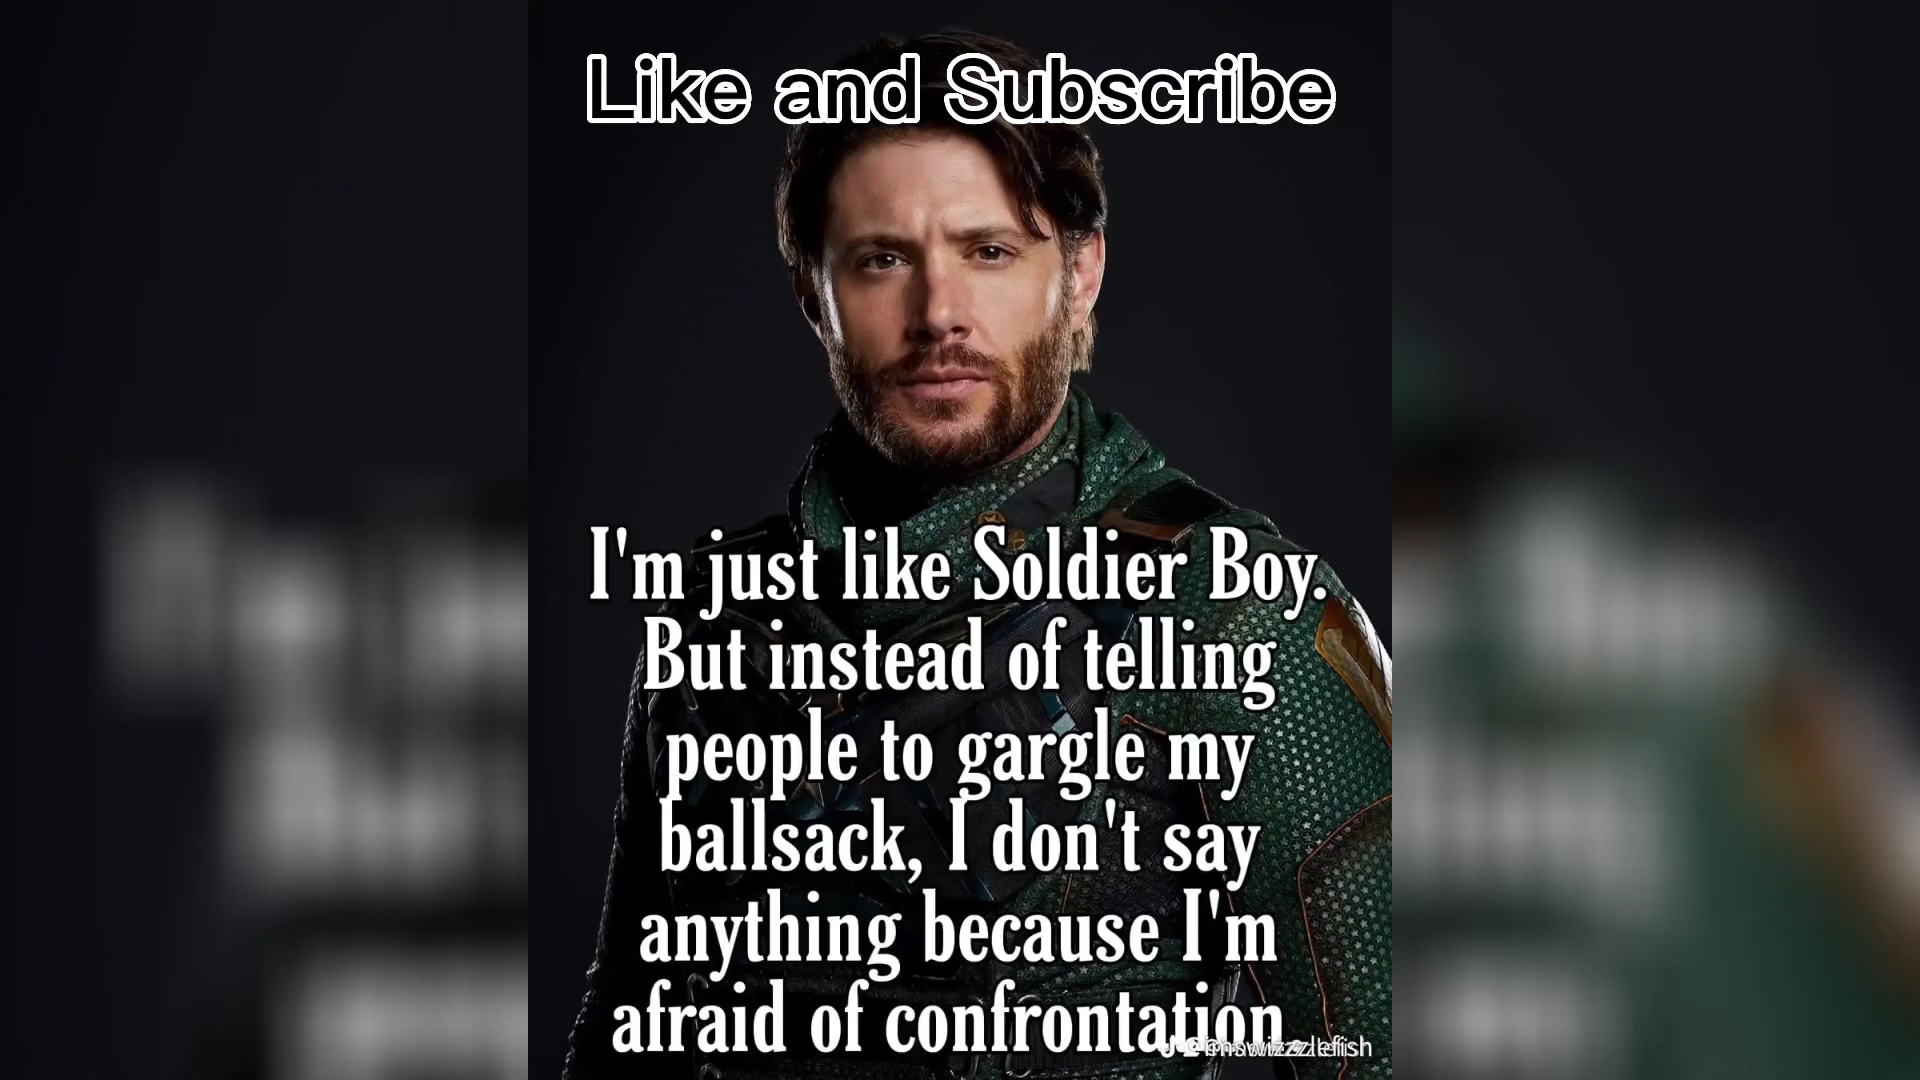 Like and Subscribe
I'm just like Soldier Boy.
But instead of telling
people to gargle my
ballsack, I don't say
anything because I'm
afraid of confrontation